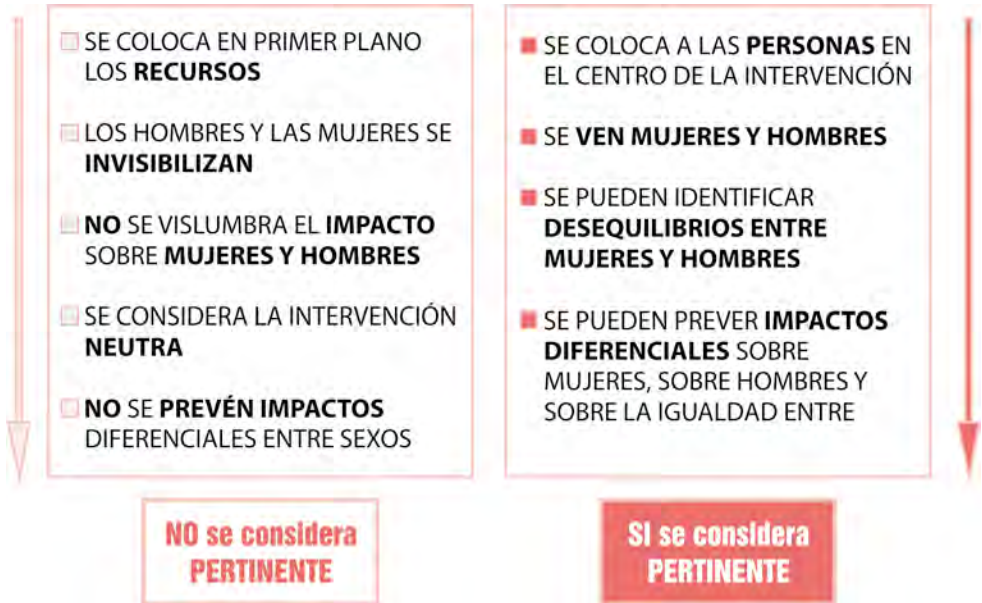 SE COLOCA EN PRIMER PLANO
LOS RECURSOS
LOS HOMBRES Y LAS MUJERES SE
INVISIBILIZAN
NO SE VISLUMBRA EL IMPACTO
SOBRE MUJERES Y HOMBRES
SE CONSIDERA LA INTERVENCIÓN
NEUTRA
NO SE PREVÉN IMPACTOS
DIFERENCIALES ENTRE SEXOS
NO se considera
PERTINENTE
SE COLOCA A LAS PERSONAS EN
EL CENTRO DE LA INTERVENCIÓN
SE VEN MUJERES Y HOMBRES
SE PUEDEN IDENTIFICAR
DESEQUILIBRIOS ENTRE
MUJERES Y HOMBRES
SE PUEDEN PREVER IMPACTOS
DIFERENCIALES SOBRE
MUJERES, SOBRE HOMBRES Y
SOBRE LA IGUALDAD ENTRE
SI se considera
PERTINENTE